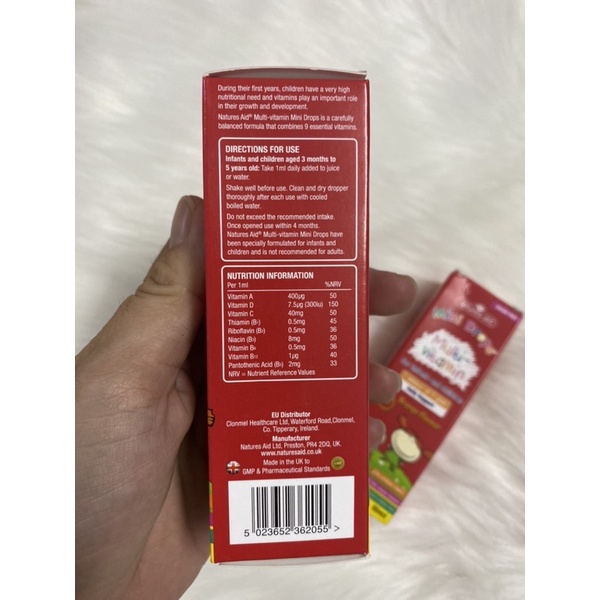 During their first years, children have a very high
nutritional need and vitamins play an important role
in their growth and development.
Natures Aid® Multi-vitamin Mini Drops is a carefully
balanced formula that combines 9 essential vitamins.
DIRECTIONS FOR USE
Infants and children aged 3 months to
5 years old: Take 1ml daily added to juice
or water.
Shake well before use. Clean and dry dropper
thoroughly after each use with cooled
boiled water.
Do not exceed the recommended intake.
Once opened use within 4 months.
Natures Aid® Multi-vitamin Mini Drops have
been specially formulated for infants and
children and is not recommended for adults.
NUTRITION INFORMATION
Per 1ml %NRV
Vitamin A 400µg 50
Vitamin D 7.5µg (300iu) 150
Vitamin C 40mg 50
Thiamin (B₁) 0.5mg 45
Riboflavin (B₂) 0.5mg 36
Niacin (B₃) 8mg 50
Vitamin B₆ 0.5mg 36
Vitamin B₁₂ 1µg 40
Pantothenic Acid (B₅) 2mg 33
NRV = Nutrient Reference Values
EU Distributor
Clonmel Healthcare Ltd, Waterford Road,Clonmel,
Co. Tipperary, Ireland.
Manufacturer
Natures Aid Ltd, Preston, PR4 2DQ, UK.
www.naturesaid.co.uk
Made in the UK to
GMP & Pharmaceutical Standards
5 023652 362055 >
Mini Drops
Multi-
vitamin